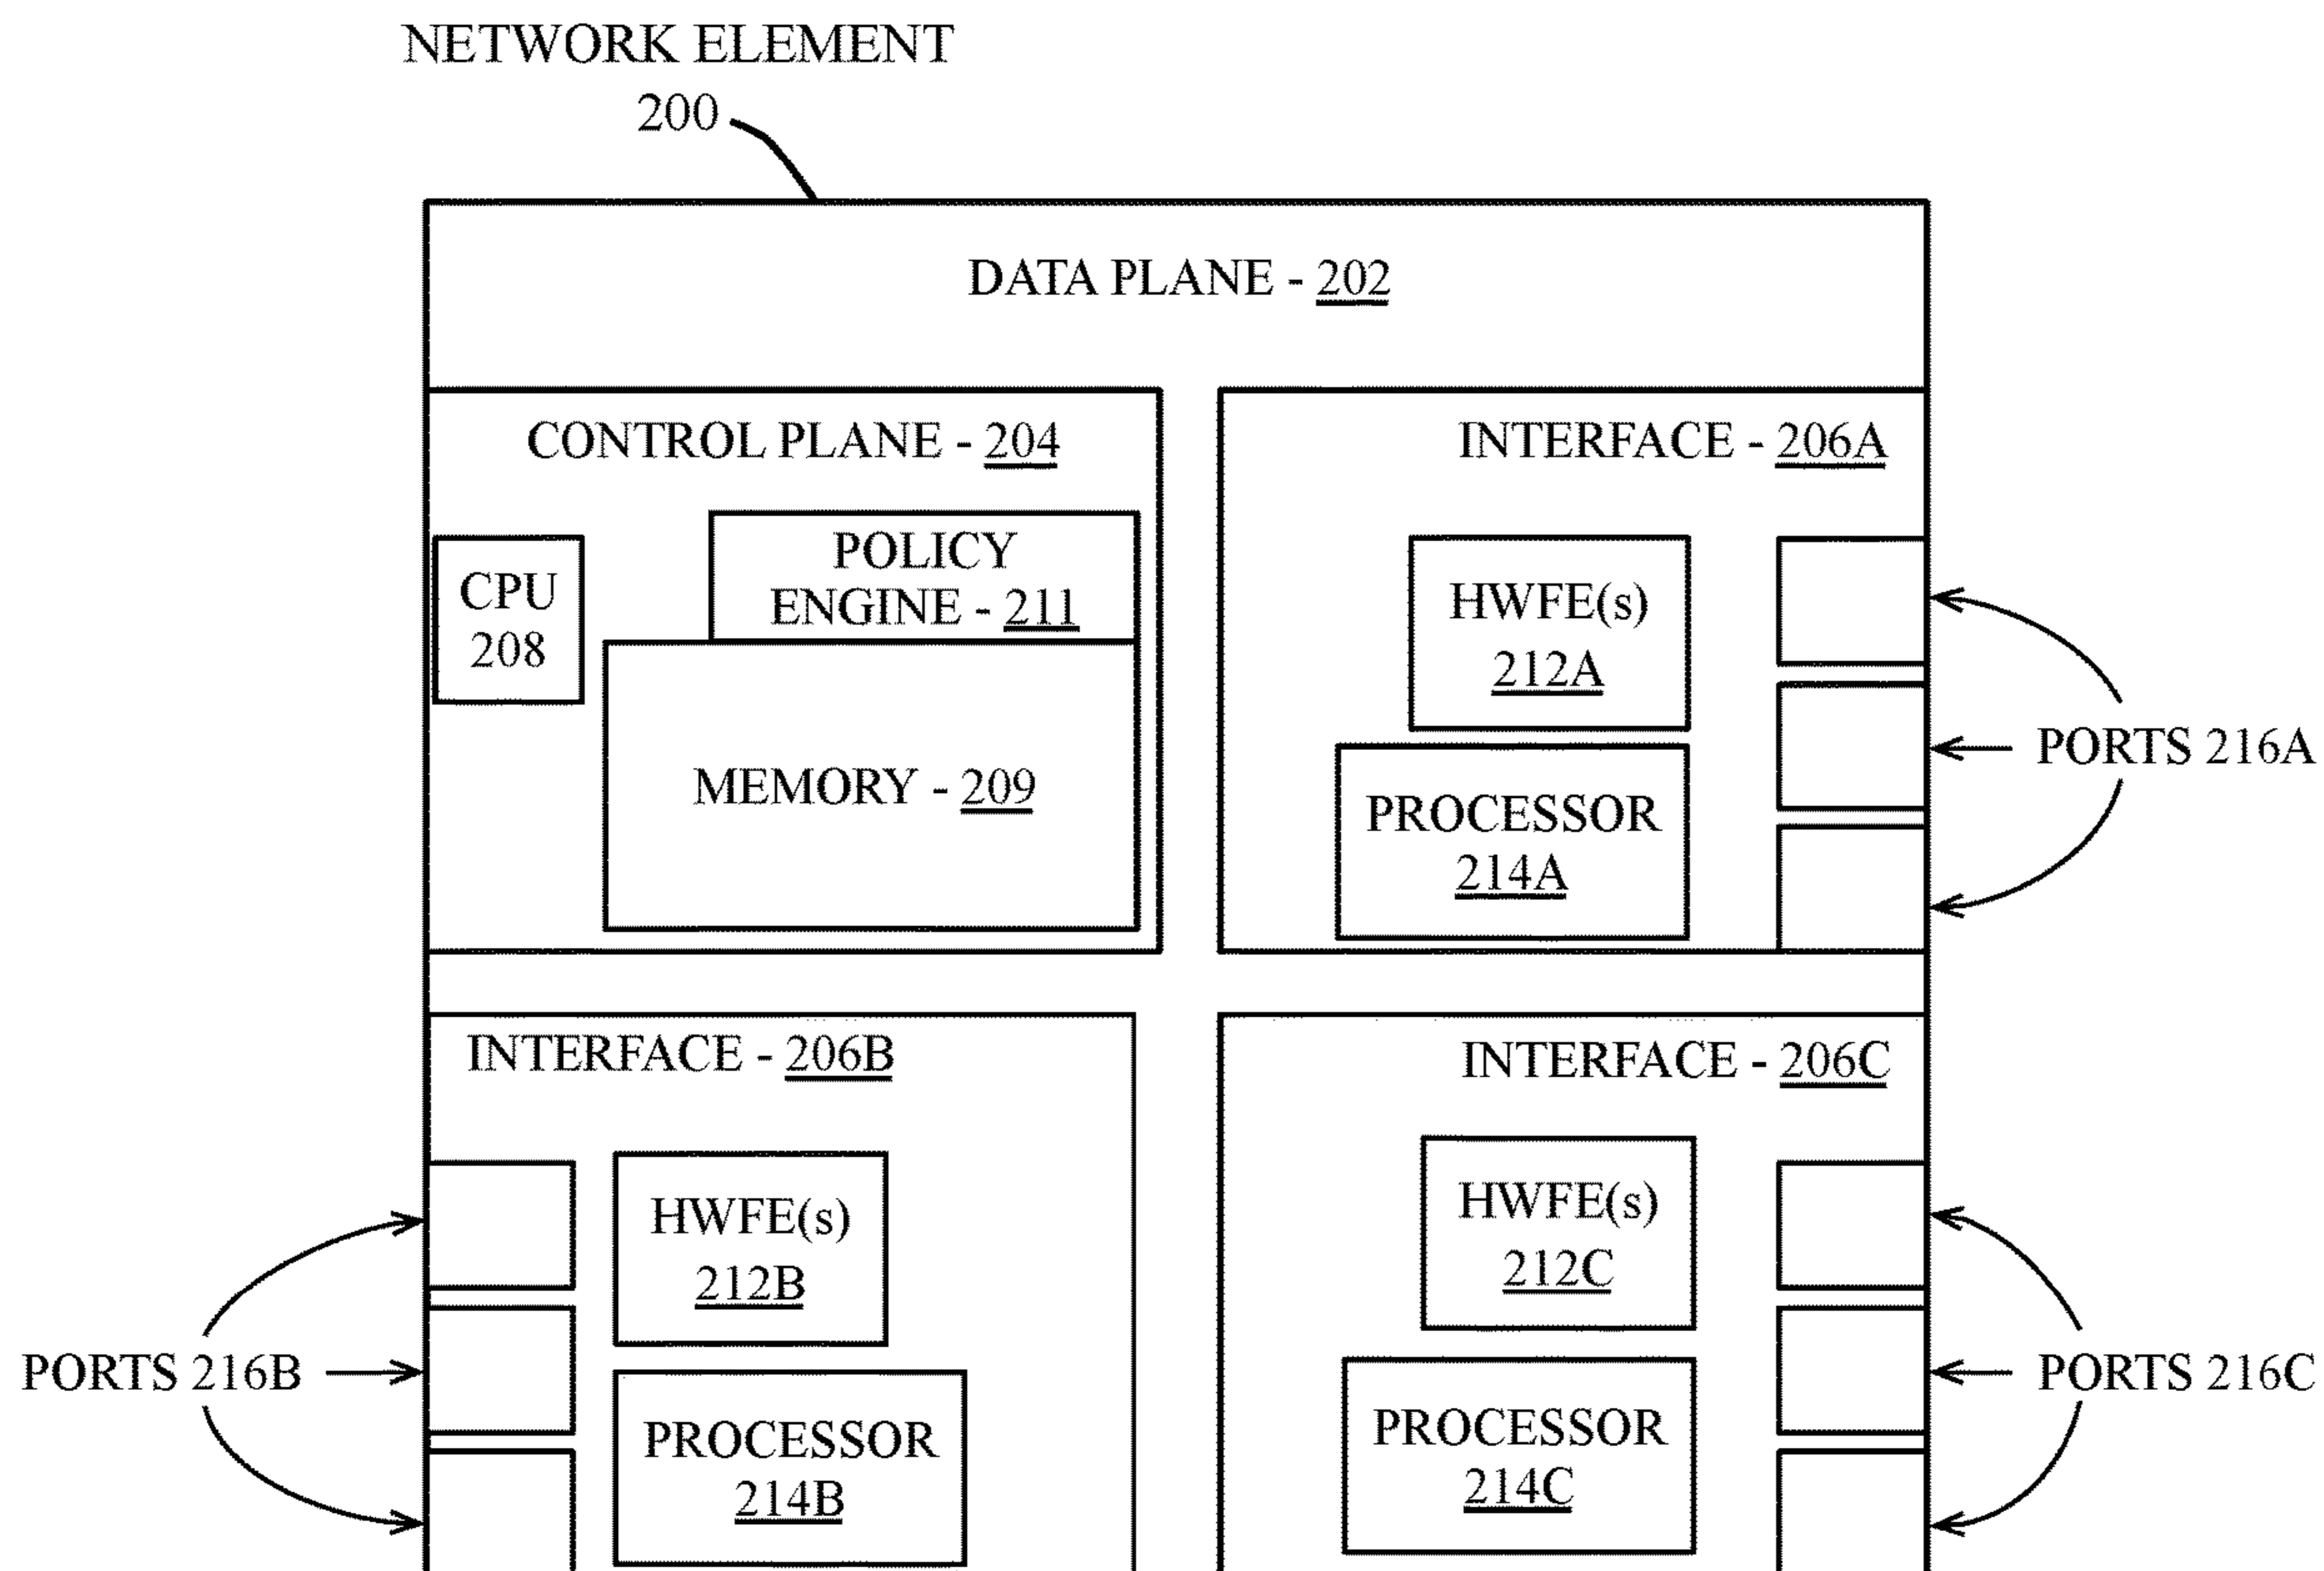 NETWORK ELEMENT
200
DATA PLANE - 202
CONTROL PLANE - 204
CPU
208
POLICY
ENGINE - 211
MEMORY - 209
INTERFACE - 206A
HWFE(s)
212A
PROCESSOR
214A
PORTS 216A
INTERFACE - 206B
HWFE(s)
212B
PROCESSOR
214B
PORTS 216B
INTERFACE - 206C
HWFE(s)
212C
PROCESSOR
214C
PORTS 216C